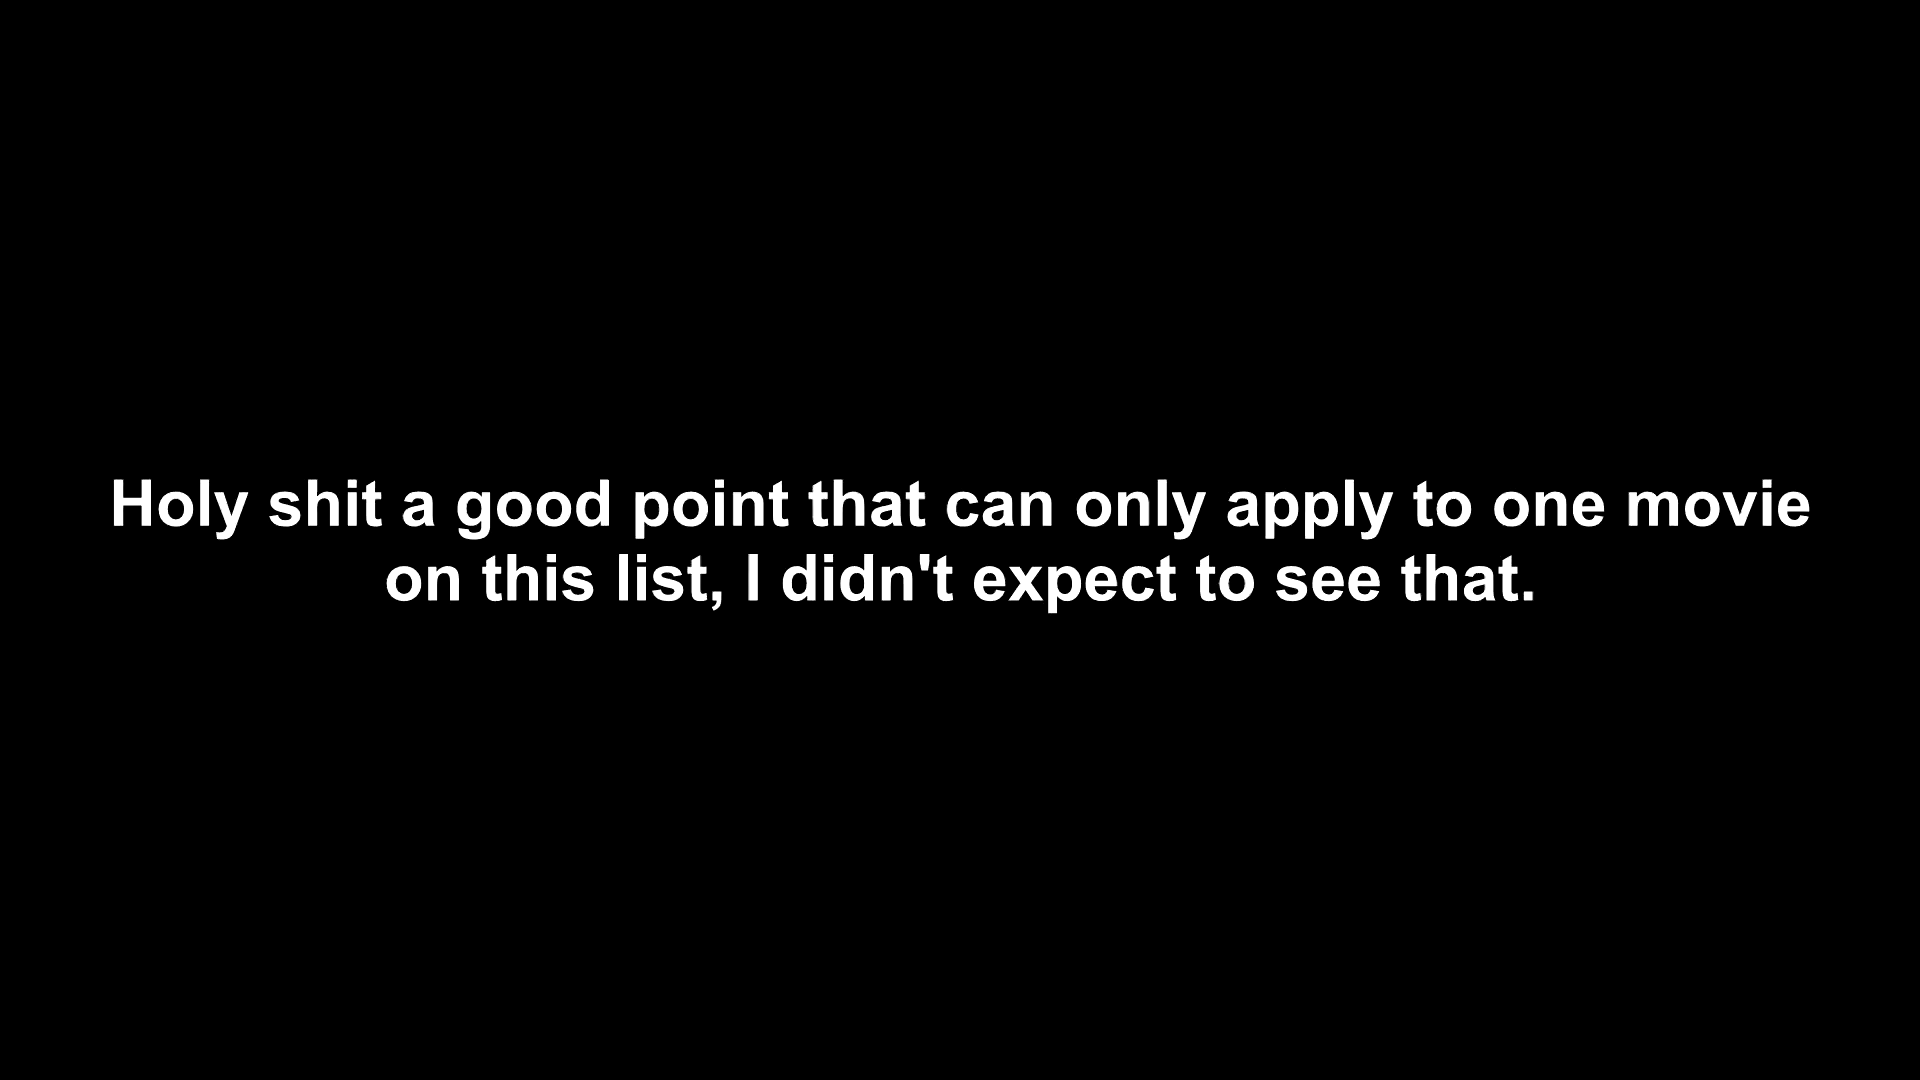 Holy shit a good point that can only apply to one movie
on this list, I didn't expect to see that.